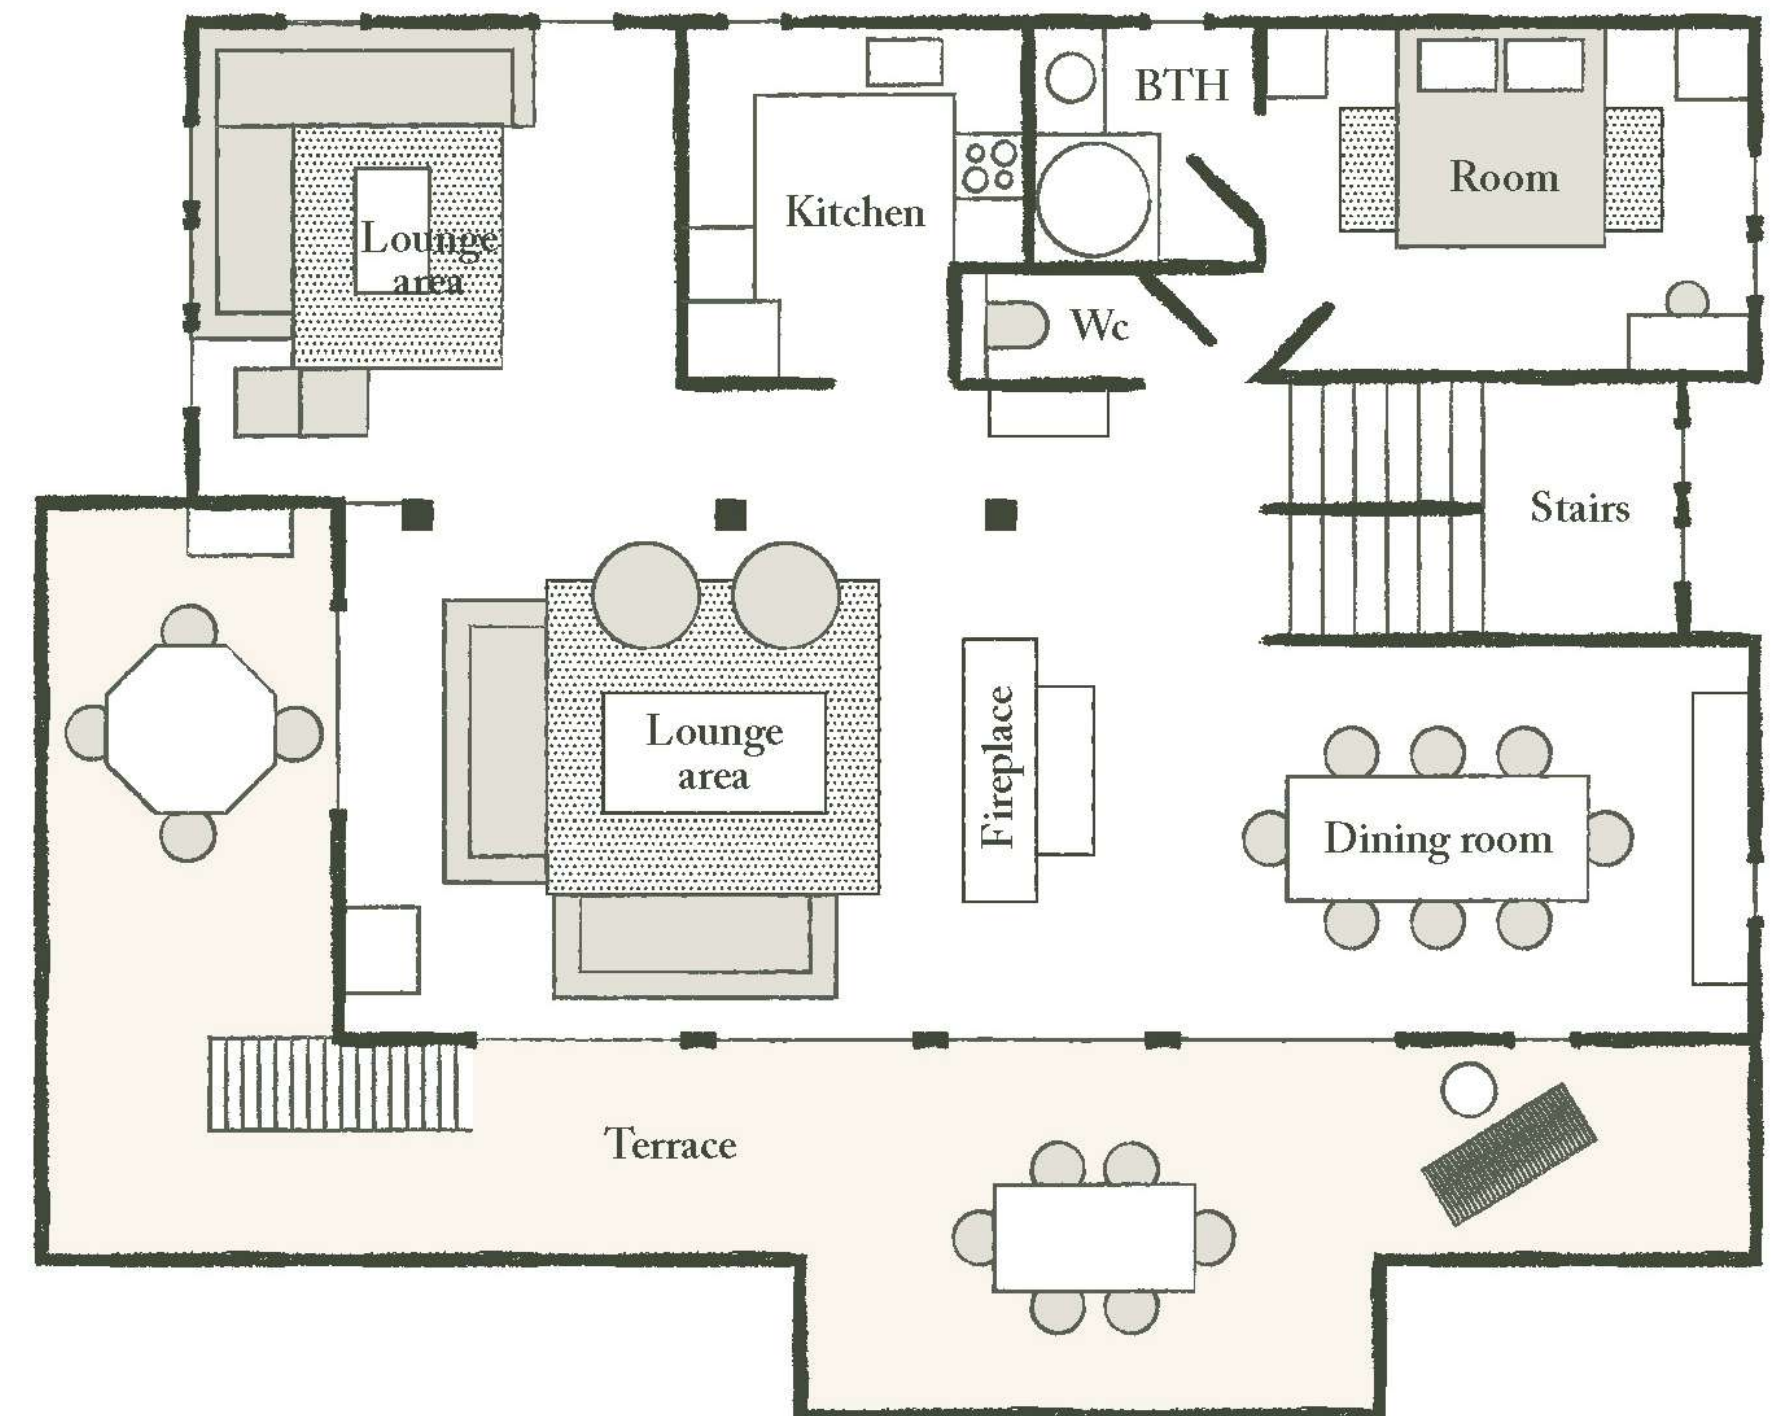 BTH
Room
Kitchen
Lounge
area
Wc
Stairs
Lounge
area
Fireplace
Dining room
Terrace